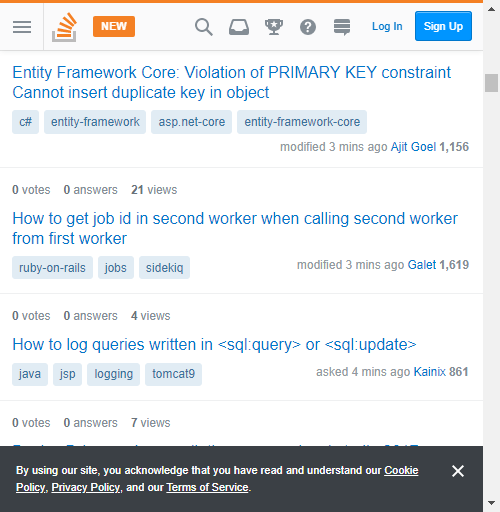 NEW
Log In
Sign Up
Entity Framework Core: Violation of PRIMARY KEY constraint
Cannot insert duplicate key in object
c# entity-framework asp.net-core entity-framework-core
modified 3 mins ago Ajit Goel 1,156
0 votes 0 answers 21 views
How to get job id in second worker when calling second worker
from first worker
ruby-on-rails jobs sidekiq
modified 3 mins ago Galet 1,619
0 votes 0 answers 4 views
How to log queries written in <sql:query> or <sql:update>
java jsp logging tomcat9
asked 4 mins ago Kainix 861
0 votes 0 answers 7 views
By using our site, you acknowledge that you have read and understand our Cookie
Policy, Privacy Policy, and our Terms of Service.